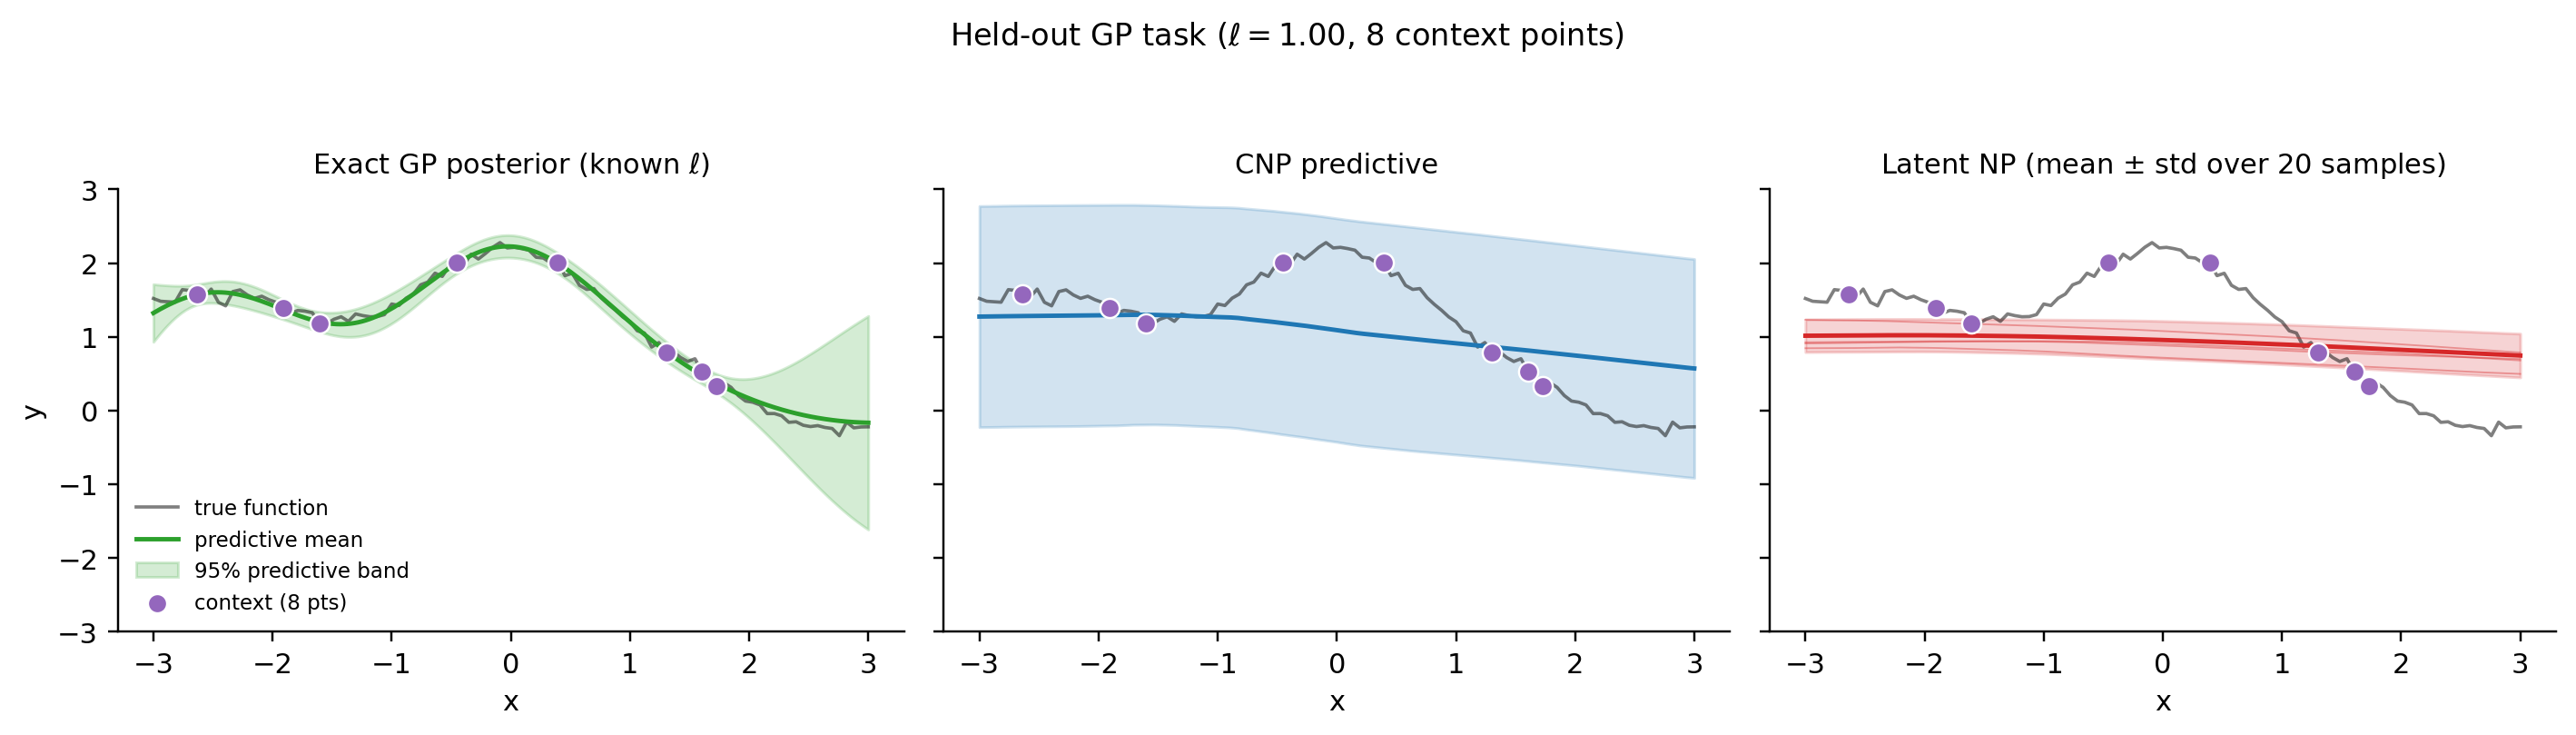 Held-out GP task (ℓ = 1.00, 8 context points)
Exact GP posterior (known ℓ)
CNP predictive
Latent NP (mean ± std over 20 samples)
y
3
2
1
0
−1
−2
−3
true function
predictive mean
95% predictive band
context (8 pts)
−3 −2 −1 0 1 2 3
−3 −2 −1 0 1 2 3
−3 −2 −1 0 1 2 3
x
x
x